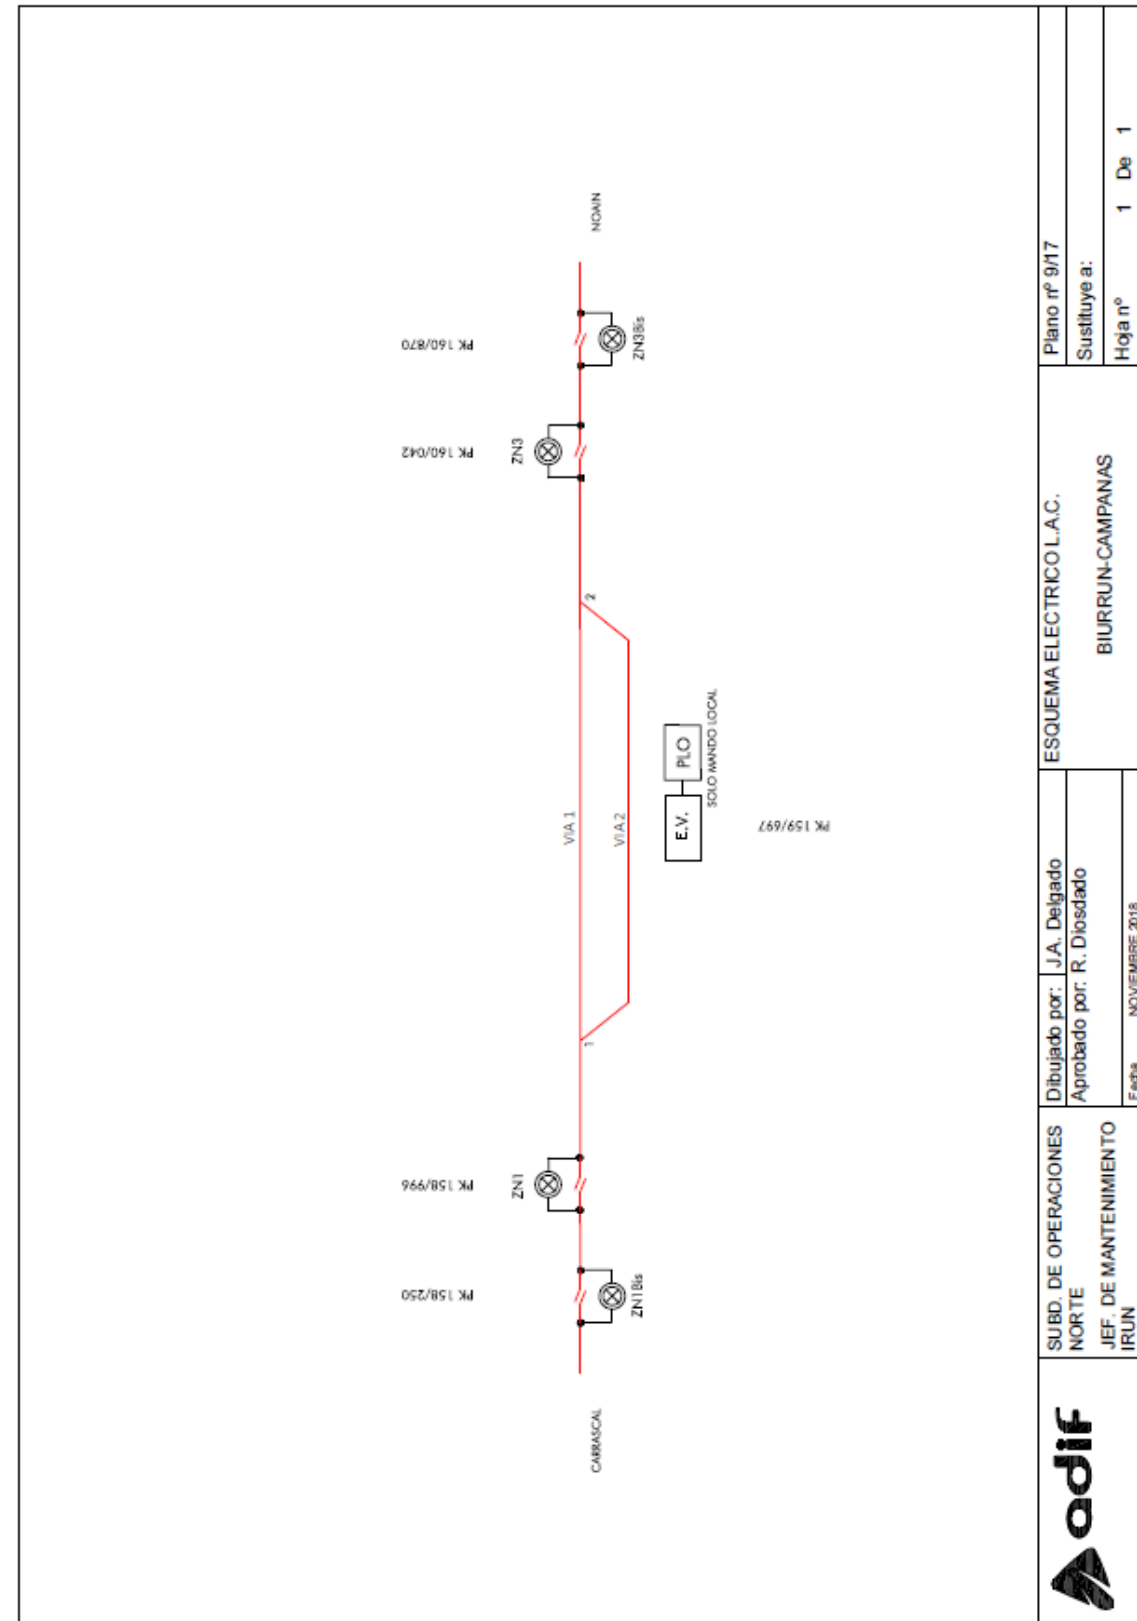 PK 158/250
PK 158/996
PK 160/042
PK 160/870
ZN1
ZN3
VIA 1
1
2
CARRASCAL
NOAIN
VIA 2
ZN1Bis
ZN3Bis
E.V.
PLO
SOLO MANDO LOCAL
PK 159/697
adif
SUBD. DE OPERACIONES
NORTE
JEF. DE MANTENIMIENTO
IRUN
Dibujado por: J.A. Delgado
Aprobado por: R. Diosdado
Fecha NOVIEMBRE 2018
ESQUEMA ELECTRICO L.A.C.
BIURRUN-CAMPANAS
Plano nº 9/17
Sustituye a:
Hoja nº 1 De 1